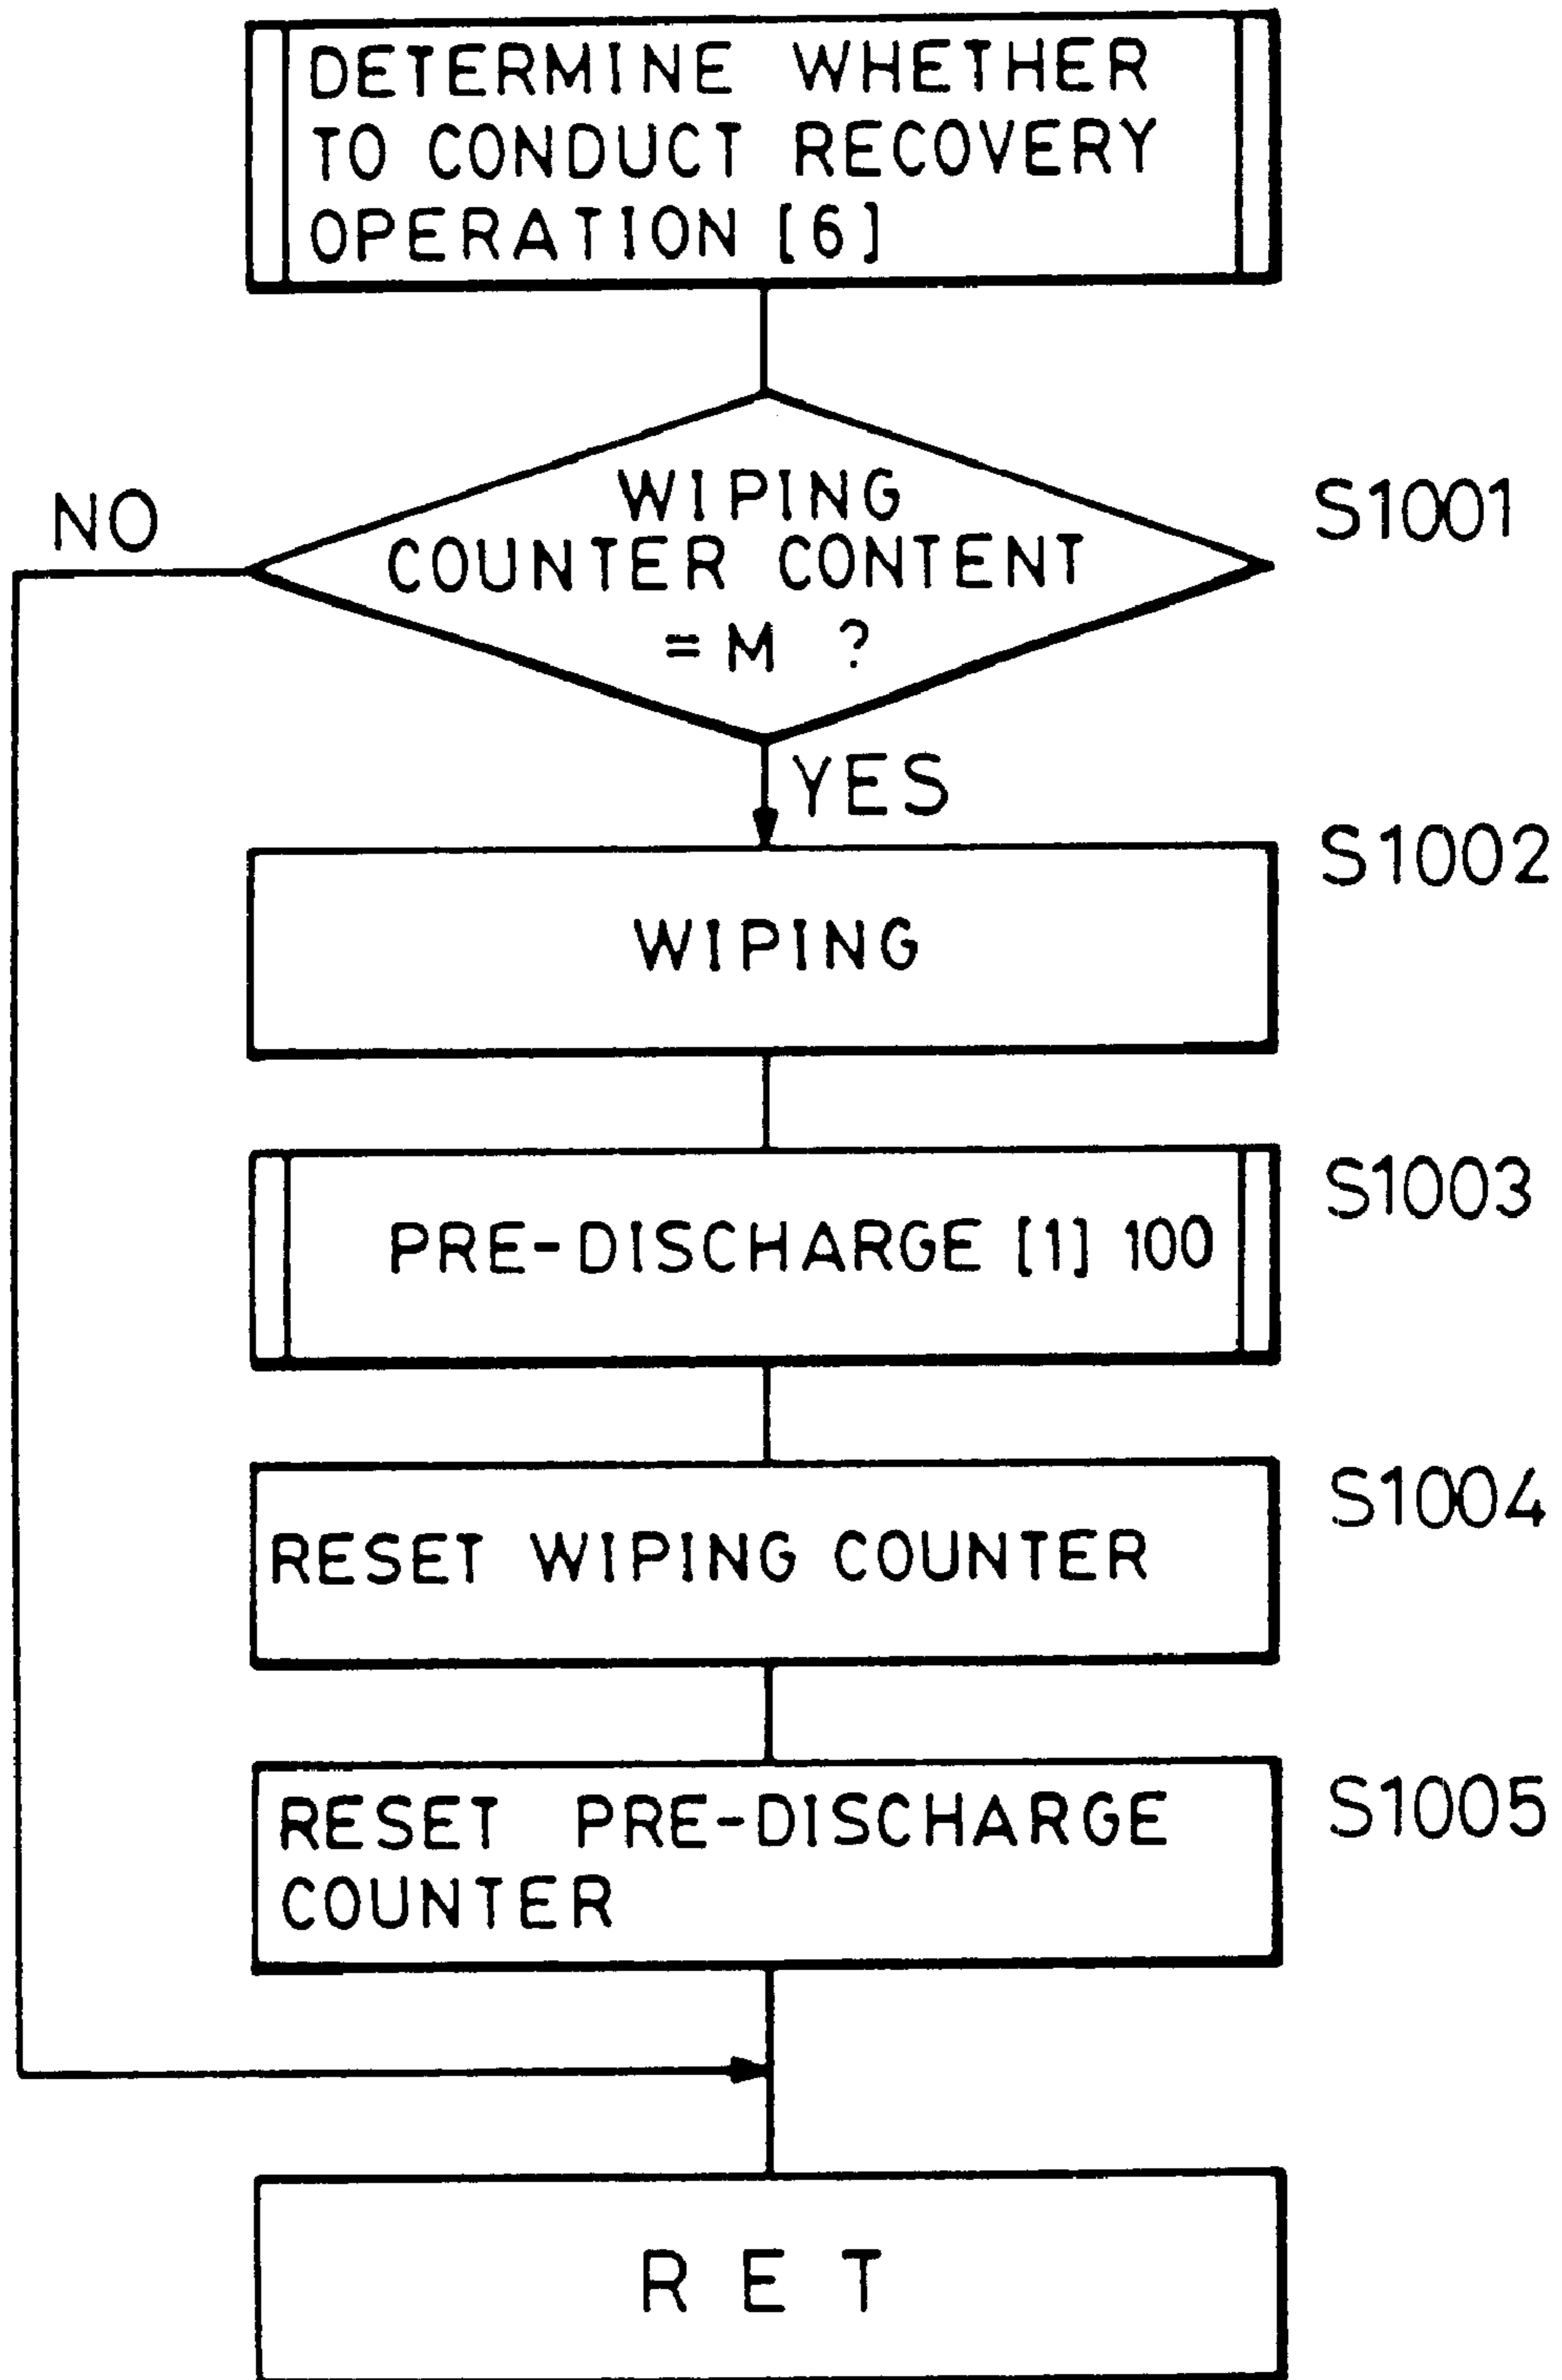 DETERMINE WHETHER
TO CONDUCT RECOVERY
OPERATION [6]
NO
WIPING
COUNTER CONTENT
= M ?
S1001
YES
S1002
WIPING
S1003
PRE-DISCHARGE [1] 100
S1004
RESET WIPING COUNTER
S1005
RESET PRE-DISCHARGE
COUNTER
RET